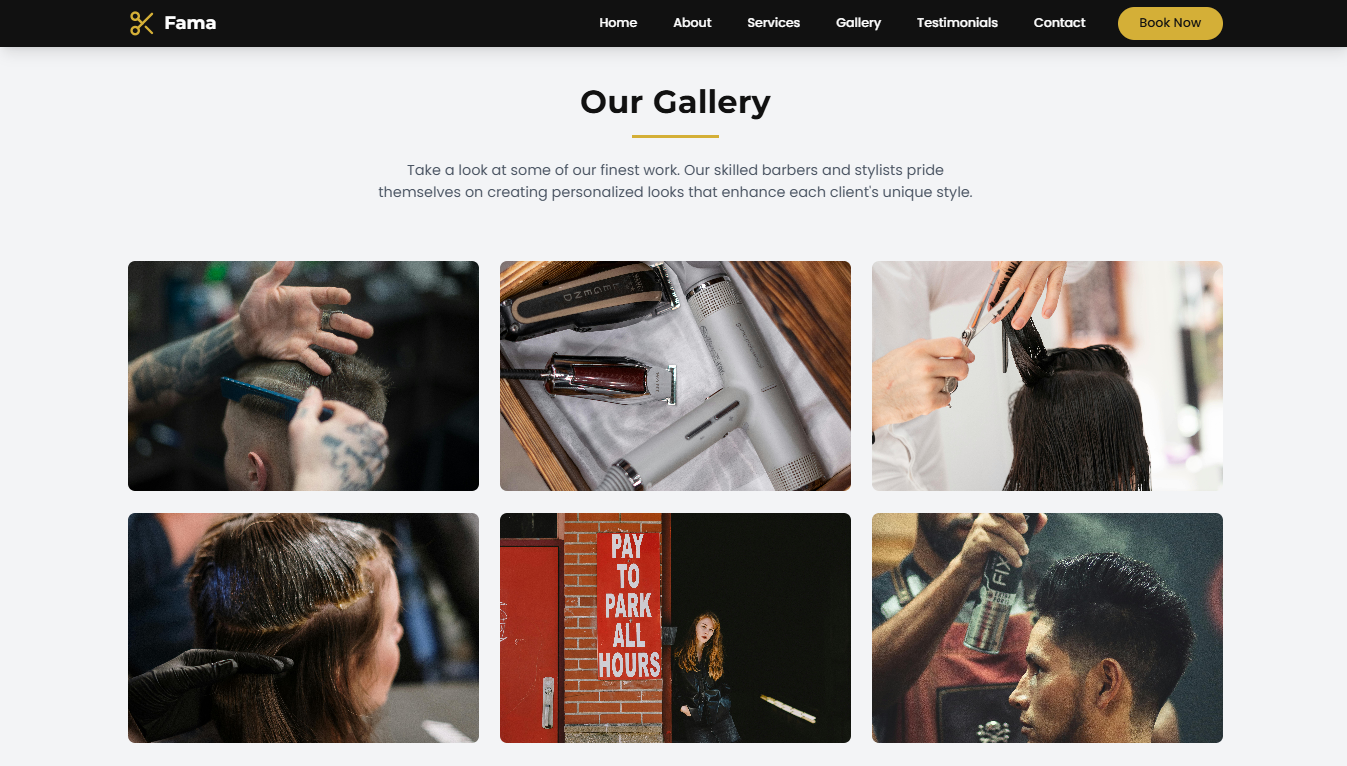 Fama
Home About Services Gallery Testimonials Contact Book Now
Our Gallery
Take a look at some of our finest work. Our skilled barbers and stylists pride
themselves on creating personalized looks that enhance each client's unique style.
LEGEND
PAY
TO
PARK
ALL
HOURS
FIX